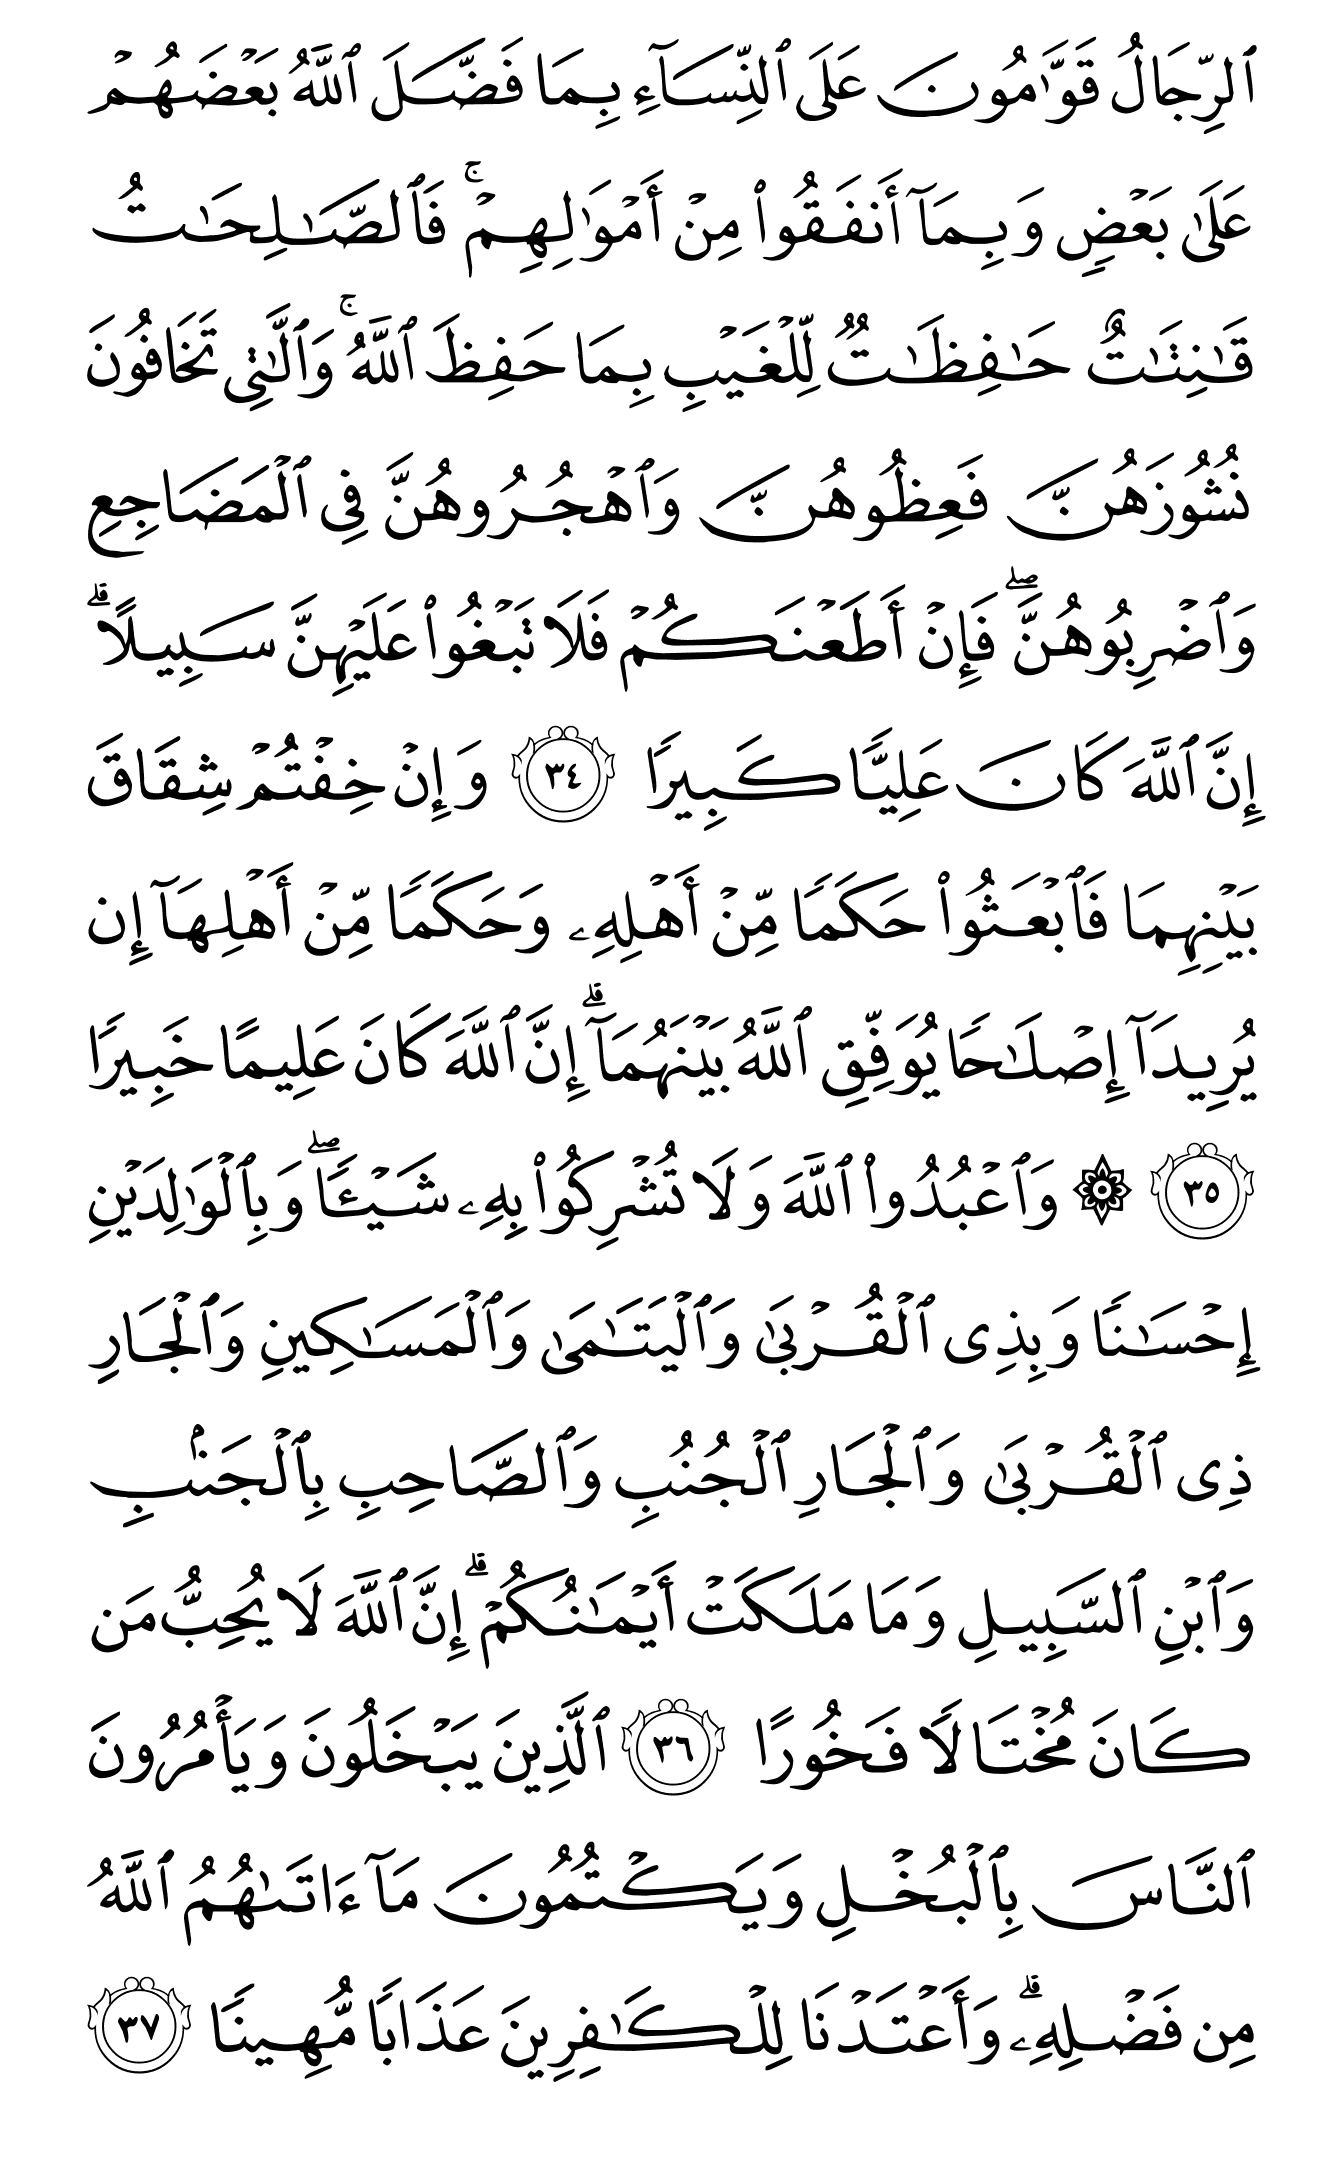 ٱلرِّجَالُ قَوَّٰمُونَ عَلَى ٱلنِّسَآءِ بِمَا فَضَّلَ ٱللَّهُ بَعۡضَهُمۡ
عَلَىٰ بَعۡضٖ وَبِمَآ أَنفَقُواْ مِنۡ أَمۡوَٰلِهِمۡۚ فَٱلصَّٰلِحَٰتُ
قَٰنِتَٰتٌ حَٰفِظَٰتٞ لِّلۡغَيۡبِ بِمَا حَفِظَ ٱللَّهُۚ وَٱلَّٰتِي تَخَافُونَ
نُشُوزَهُنَّ فَعِظُوهُنَّ وَٱهۡجُرُوهُنَّ فِي ٱلۡمَضَاجِعِ
وَٱضۡرِبُوهُنَّۖ فَإِنۡ أَطَعۡنَكُمۡ فَلَا تَبۡغُواْ عَلَيۡهِنَّ سَبِيلًاۗ
إِنَّ ٱللَّهَ كَانَ عَلِيّٗا كَبِيرٗا ٣٤ وَإِنۡ خِفۡتُمۡ شِقَاقَ
بَيۡنِهِمَا فَٱبۡعَثُواْ حَكَمٗا مِّنۡ أَهۡلِهِۦ وَحَكَمٗا مِّنۡ أَهۡلِهَآ إِن
يُرِيدَآ إِصۡلَٰحٗا يُوَفِّقِ ٱللَّهُ بَيۡنَهُمَآۗ إِنَّ ٱللَّهَ كَانَ عَلِيمًا خَبِيرٗا
٣٥ ۞ وَٱعۡبُدُواْ ٱللَّهَ وَلَا تُشۡرِكُواْ بِهِۦ شَيۡـٔٗاۖ وَبِٱلۡوَٰلِدَيۡنِ
إِحۡسَٰنٗا وَبِذِي ٱلۡقُرۡبَىٰ وَٱلۡيَتَٰمَىٰ وَٱلۡمَسَٰكِينِ وَٱلۡجَارِ
ذِي ٱلۡقُرۡبَىٰ وَٱلۡجَارِ ٱلۡجُنُبِ وَٱلصَّاحِبِ بِٱلۡجَنۢبِ
وَٱبۡنِ ٱلسَّبِيلِ وَمَا مَلَكَتۡ أَيۡمَٰنُكُمۡۗ إِنَّ ٱللَّهَ لَا يُحِبُّ مَن
كَانَ مُخۡتَالٗا فَخُورًا ٣٦ ٱلَّذِينَ يَبۡخَلُونَ وَيَأۡمُرُونَ
ٱلنَّاسَ بِٱلۡبُخۡلِ وَيَكۡتُمُونَ مَآ ءَاتَىٰهُمُ ٱللَّهُ
مِن فَضۡلِهِۦۗ وَأَعۡتَدۡنَا لِلۡكَٰفِرِينَ عَذَابٗا مُّهِينٗا ٣٧